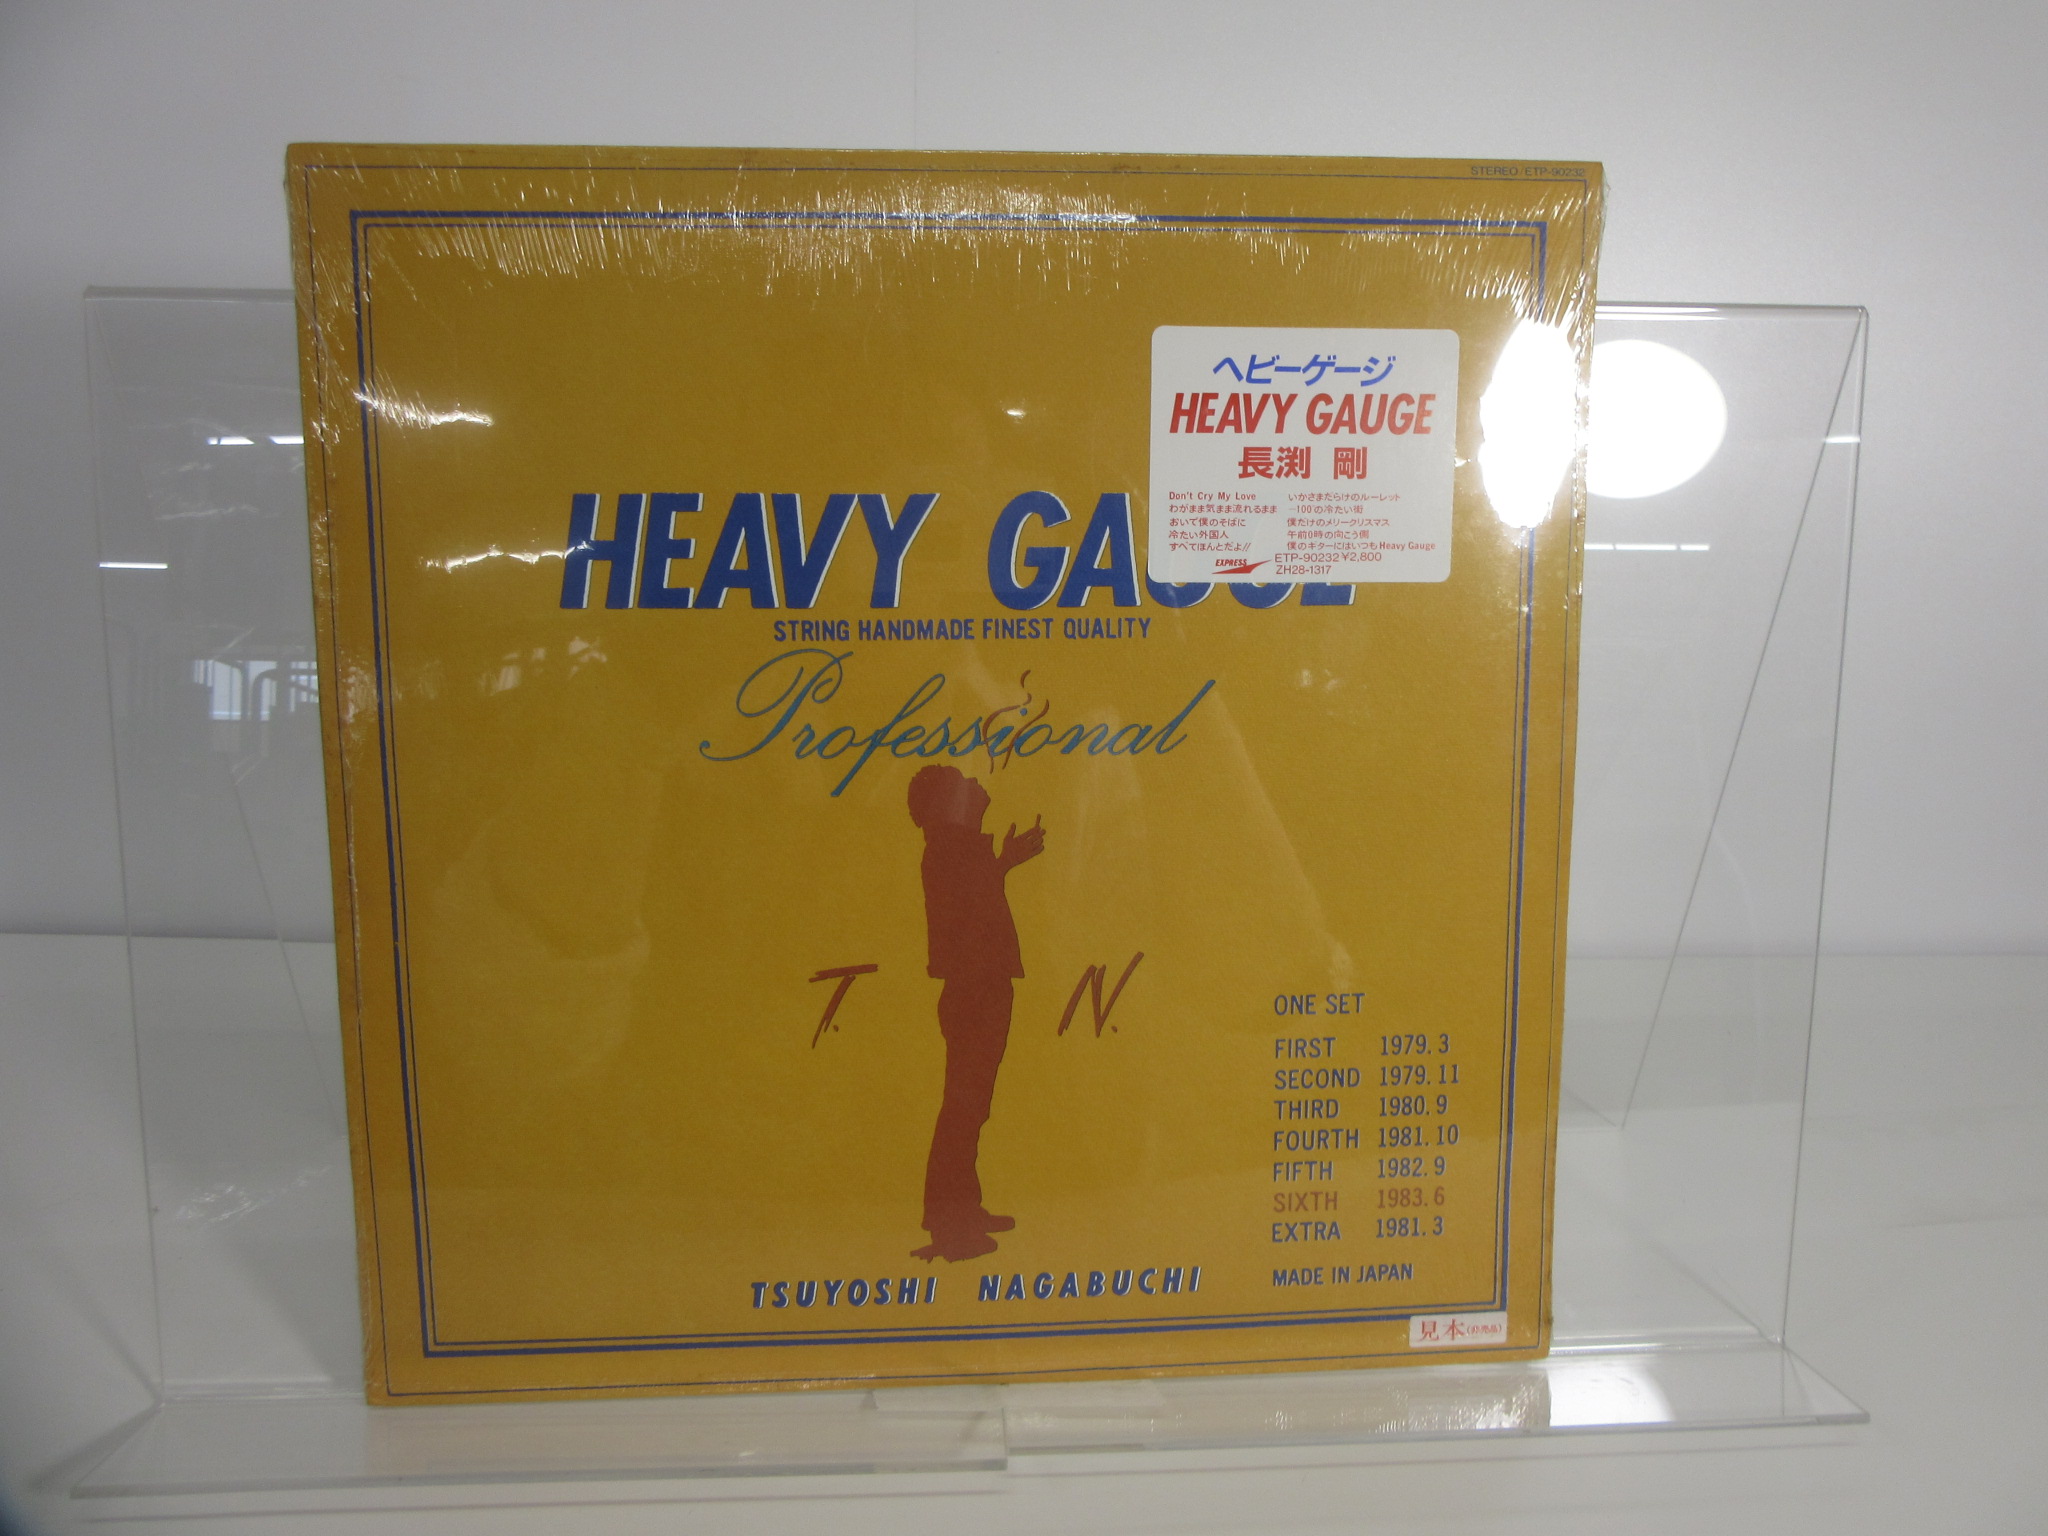 STEREO/ETP-90232
ヘビーゲージ
HEAVY GAUGE
長渕 剛
Don't Cry My Love
わがまま気まま流れるまま
おいで僕のそばに
冷たい外国人
すべてほんとだよ!!
いかさまだらけのルーレット
-100°の冷たい街
僕だけのメリークリスマス
午前0時の向こう側
僕のギターにはいつもHeavy Gauge
EXPRESS
ETP-90232 ¥2,800
ZH28-1317
HEAVY GAUGE
STRING HANDMADE FINEST QUALITY
Professional
T. N.
ONE SET
FIRST 1979. 3
SECOND 1979. 11
THIRD 1980. 9
FOURTH 1981. 10
FIFTH 1982. 9
SIXTH 1983. 6
EXTRA 1981. 3
MADE IN JAPAN
TSUYOSHI NAGABUCHI
見本(非売品)